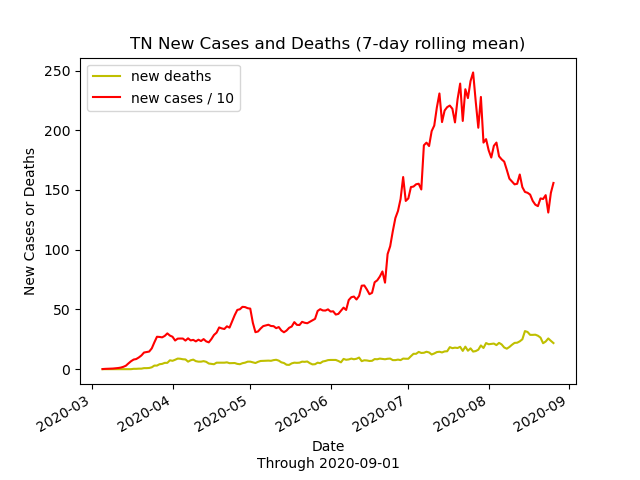 TN New Cases and Deaths (7-day rolling mean)
new deaths
new cases / 10
250
200
150
100
50
0
New Cases or Deaths
2020-03
2020-04
2020-05
2020-06
2020-07
2020-08
2020-09
Date
Through 2020-09-01